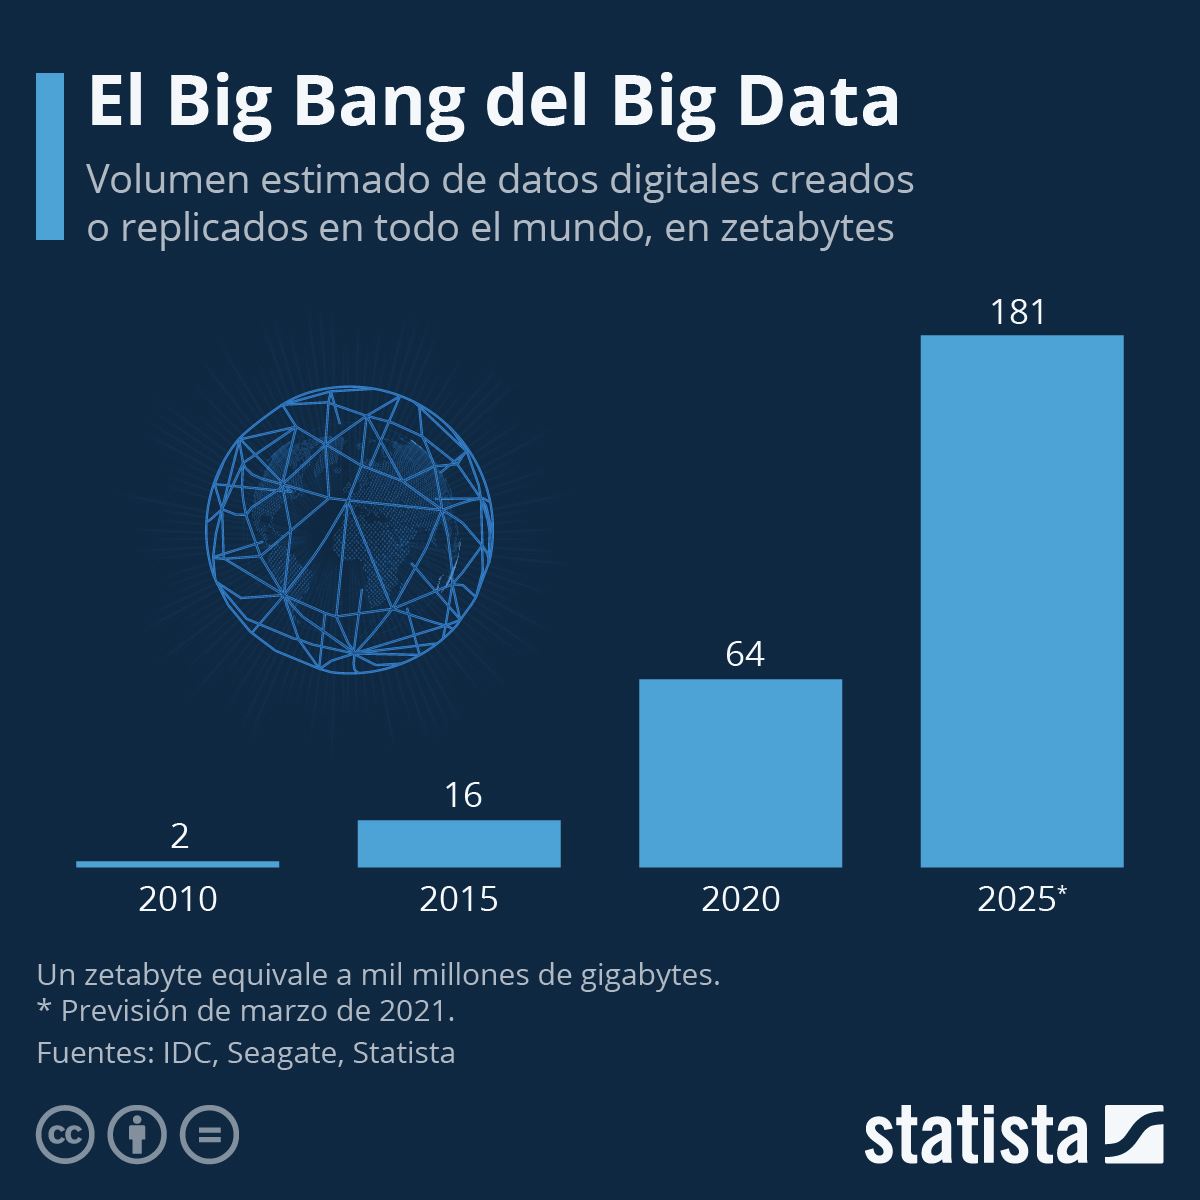 El Big Bang del Big Data
Volumen estimado de datos digitales creados
o replicados en todo el mundo, en zetabytes
2
16
64
181
2010
2015
2020
2025*
Un zetabyte equivale a mil millones de gigabytes.
* Previsión de marzo de 2021.
Fuentes: IDC, Seagate, Statista
cc
statista